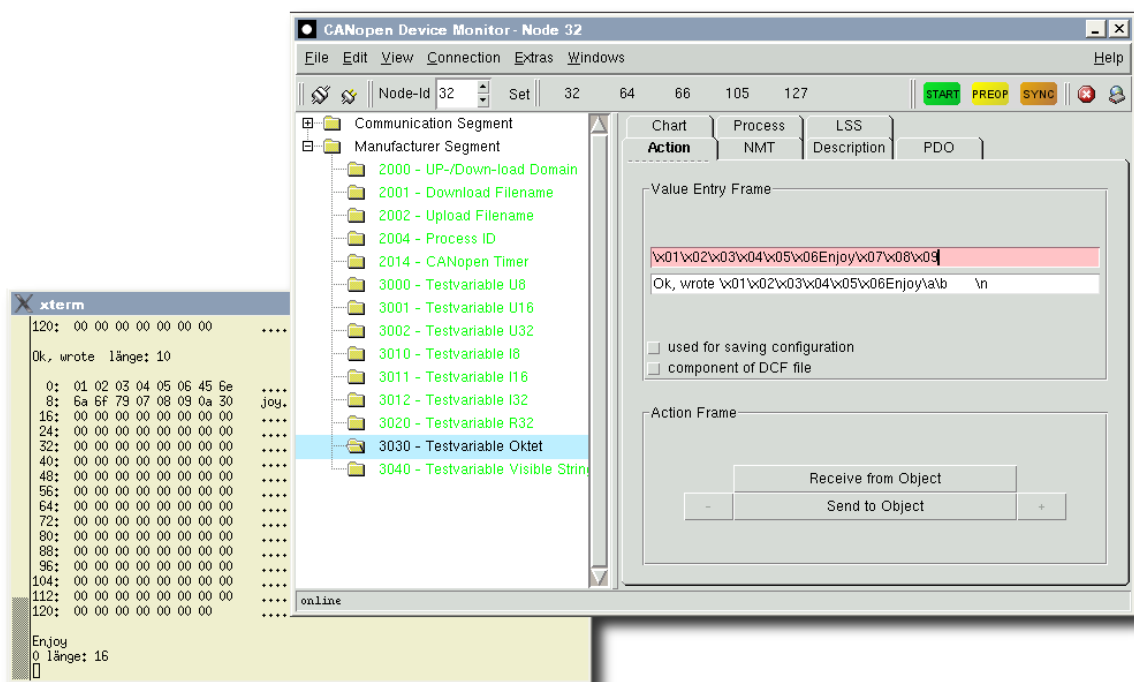 CANopen Device Monitor - Node 32
File Edit View Connection Extras Windows Help
Node-Id 32 Set 32 64 66 105 127 START PREOP SYNC
Communication Segment
Manufacturer Segment
2000 - UP-/Down-load Domain
2001 - Download Filename
2002 - Upload Filename
2004 - Process ID
2014 - CANopen Timer
3000 - Testvariable U8
3001 - Testvariable U16
3002 - Testvariable U32
3010 - Testvariable I8
3011 - Testvariable I16
3012 - Testvariable I32
3020 - Testvariable R32
3030 - Testvariable Oktet
3040 - Testvariable Visible String
Chart Process LSS
Action NMT Description PDO
Value Entry Frame
\x01\x02\x03\x04\x05\x06Enjoy\x07\x08\x09
Ok, wrote \x01\x02\x03\x04\x05\x06Enjoy\a\b \n
used for saving configuration
component of DCF file
Action Frame
Receive from Object
- Send to Object +
online
xterm
120: 00 00 00 00 00 00 00 ....
Ok, wrote länge: 10
0: 01 02 03 04 05 06 45 6e ....
8: 6a 6f 79 07 08 09 0a 30 joy.
16: 00 00 00 00 00 00 00 00 ....
24: 00 00 00 00 00 00 00 00 ....
32: 00 00 00 00 00 00 00 00 ....
40: 00 00 00 00 00 00 00 00 ....
48: 00 00 00 00 00 00 00 00 ....
56: 00 00 00 00 00 00 00 00 ....
64: 00 00 00 00 00 00 00 00 ....
72: 00 00 00 00 00 00 00 00 ....
80: 00 00 00 00 00 00 00 00 ....
88: 00 00 00 00 00 00 00 00 ....
96: 00 00 00 00 00 00 00 00 ....
104: 00 00 00 00 00 00 00 00 ....
112: 00 00 00 00 00 00 00 00 ....
120: 00 00 00 00 00 00 00 ....
Enjoy
0 länge: 16